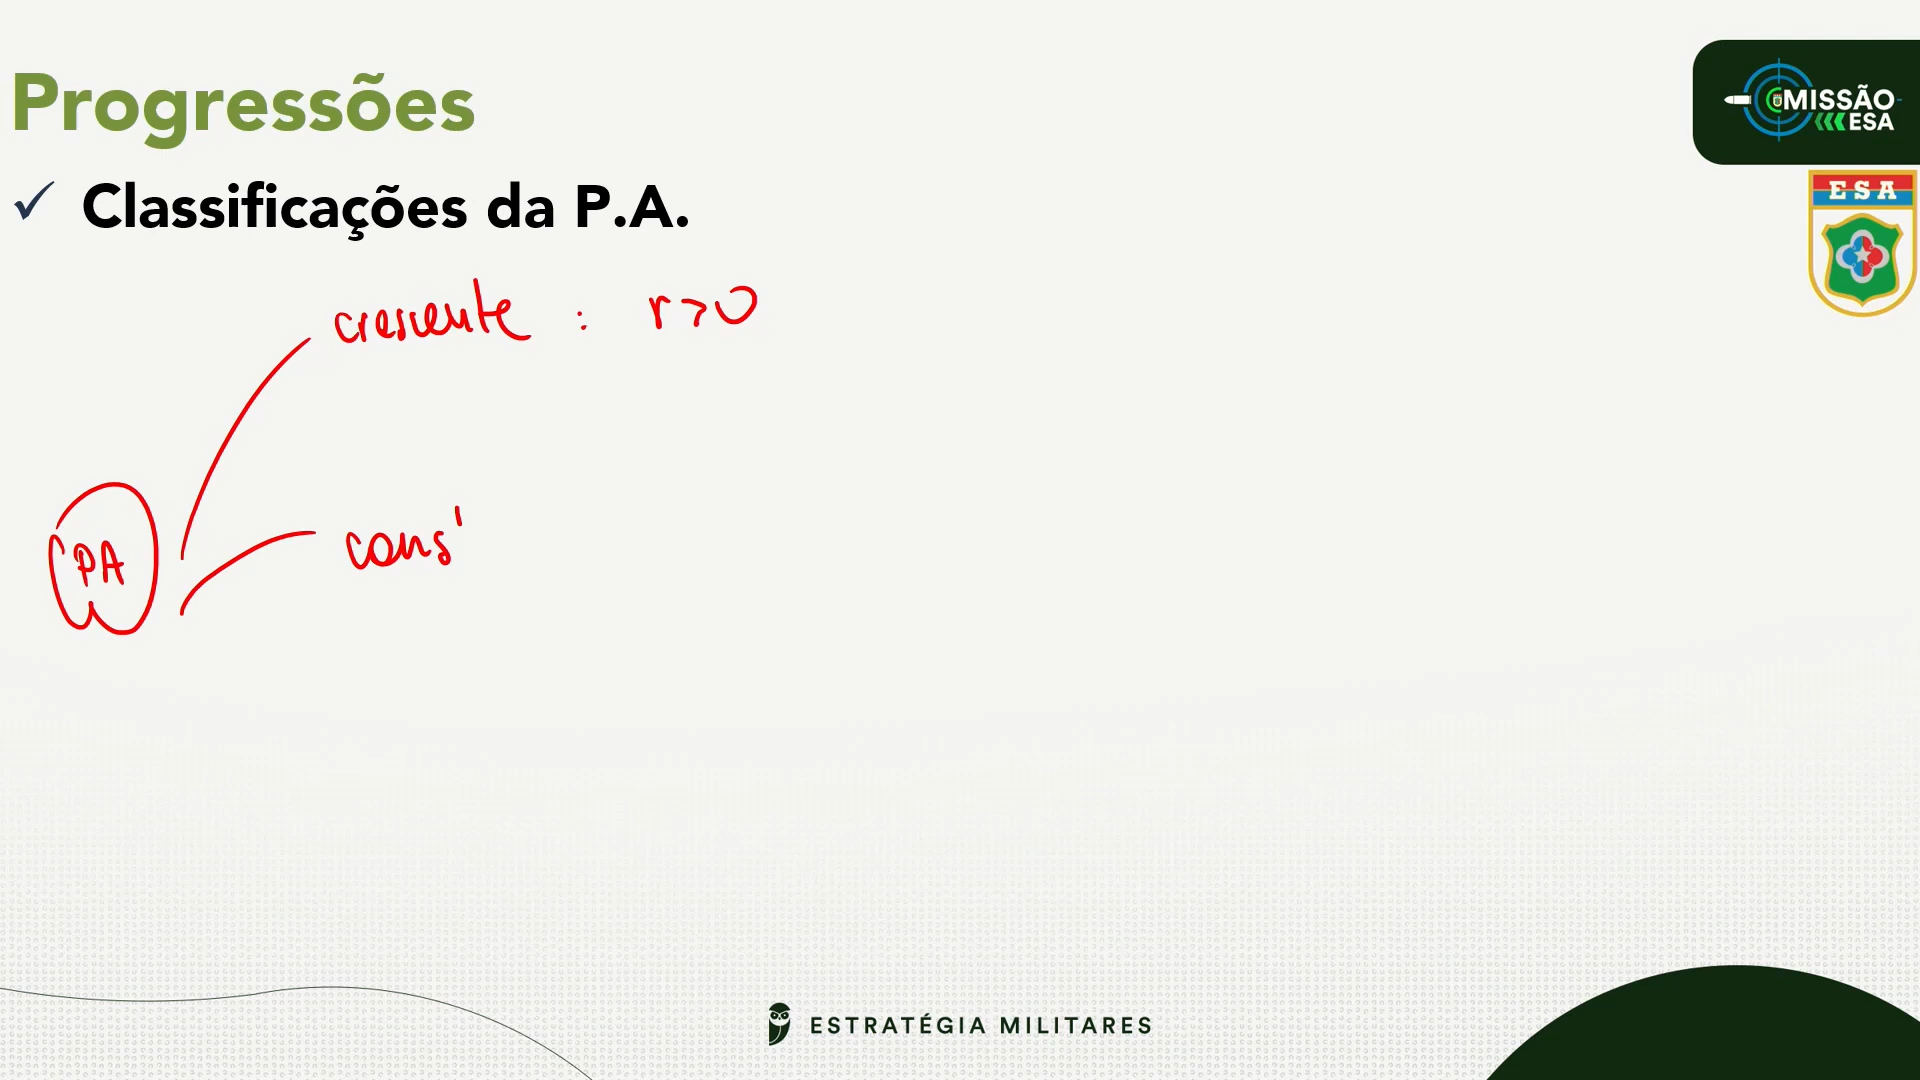 Progressões
MISSÃO
ESA
✓ Classificações da P.A.
ESA
crescente : r>0
cons'
PA
ESTRATÉGIA MILITARES